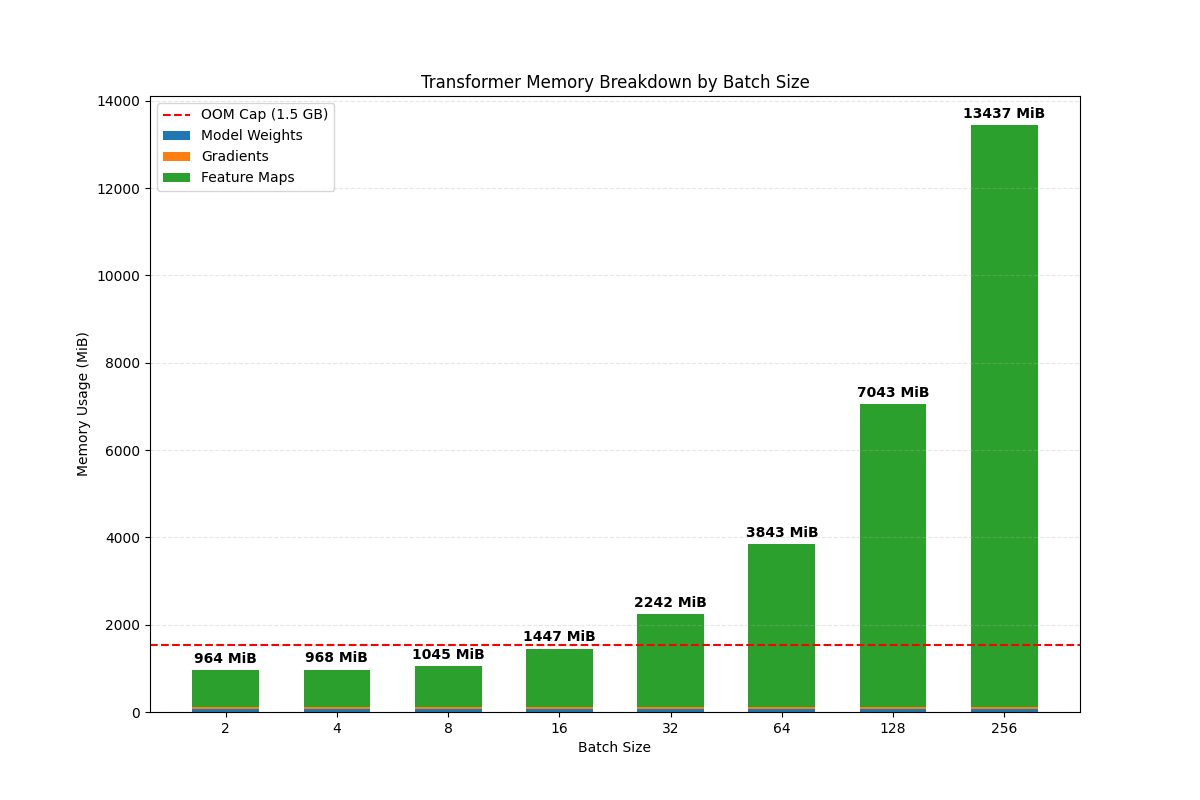 Transformer Memory Breakdown by Batch Size
OOM Cap (1.5 GB)
Model Weights
Gradients
Feature Maps
Memory Usage (MiB)
14000
12000
10000
8000
6000
4000
2000
0
964 MiB
968 MiB
1045 MiB
1447 MiB
2242 MiB
3843 MiB
7043 MiB
13437 MiB
2 4 8 16 32 64 128 256
Batch Size